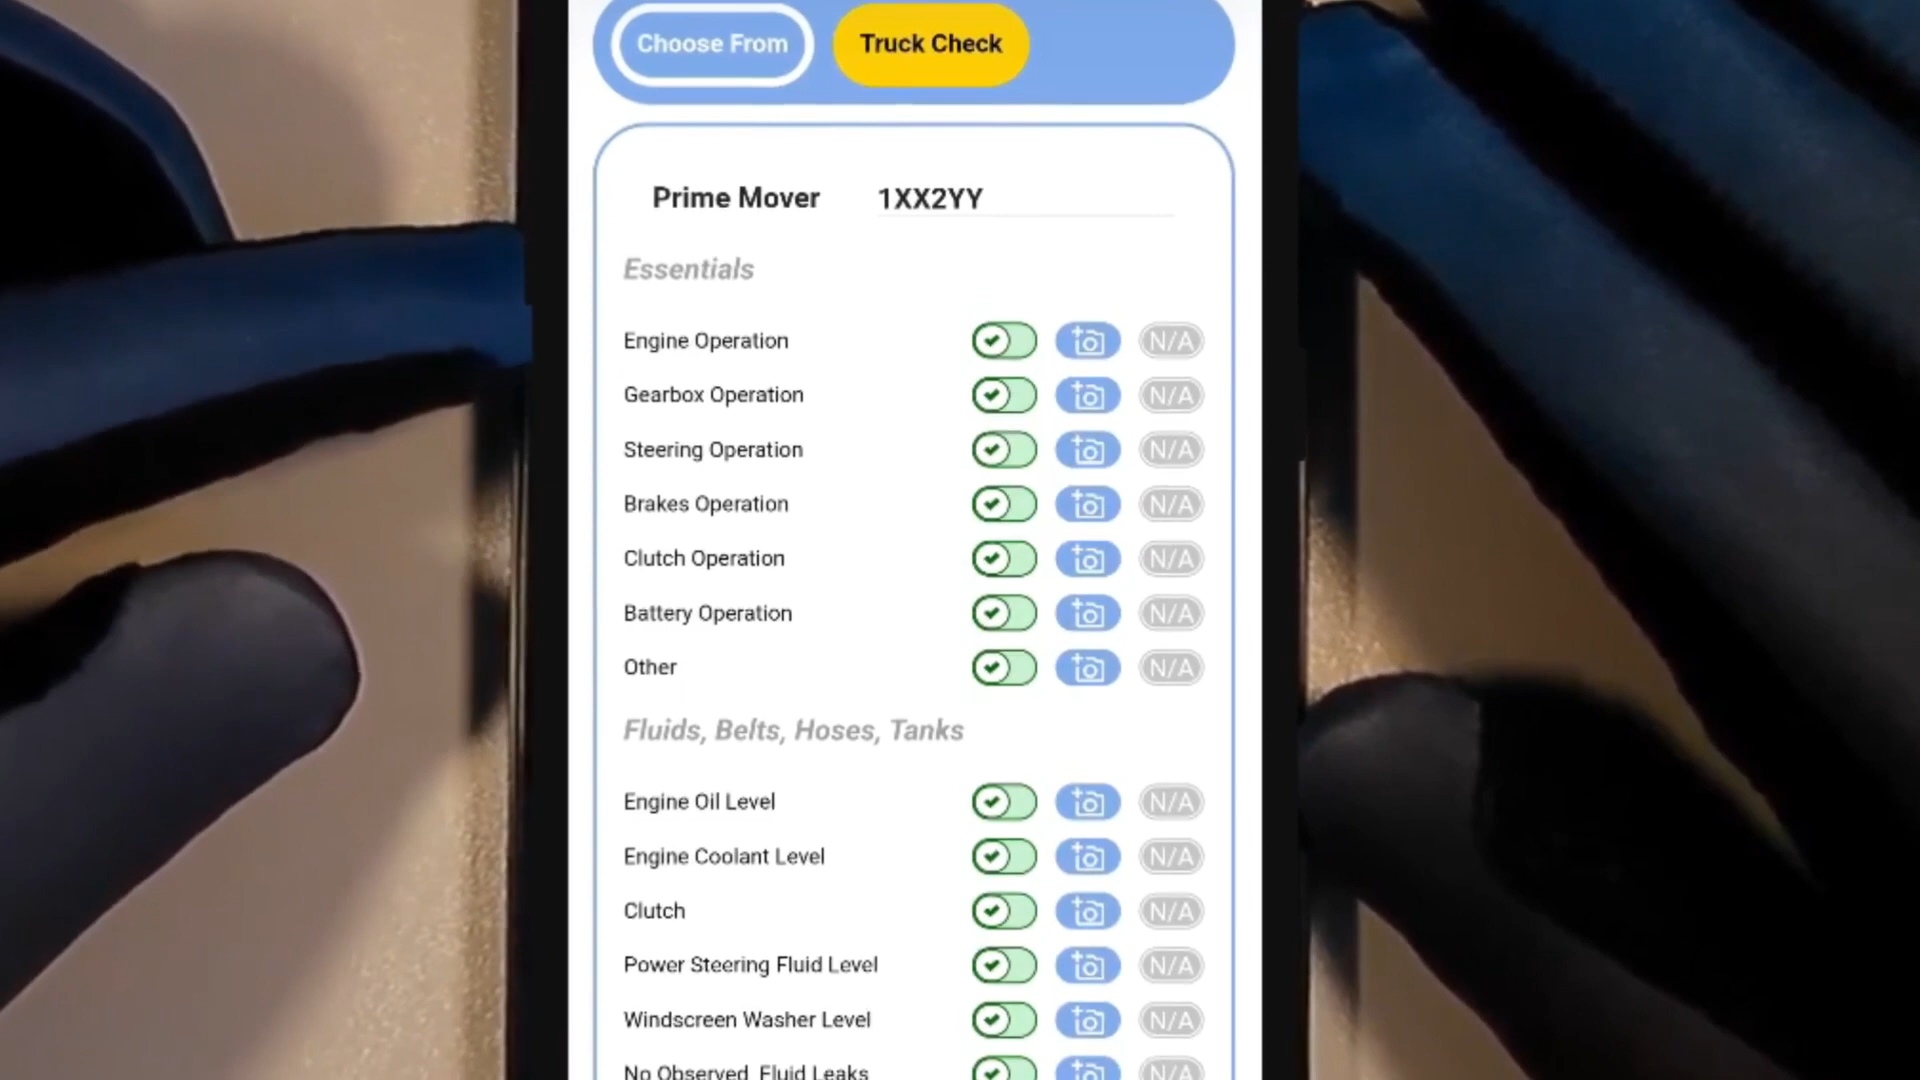 Choose From Truck Check
Prime Mover 1XX2YY
Essentials
Engine Operation N/A
Gearbox Operation N/A
Steering Operation N/A
Brakes Operation N/A
Clutch Operation N/A
Battery Operation N/A
Other N/A
Fluids, Belts, Hoses, Tanks
Engine Oil Level N/A
Engine Coolant Level N/A
Clutch N/A
Power Steering Fluid Level N/A
Windscreen Washer Level N/A
No Observed Fluid Leaks N/A